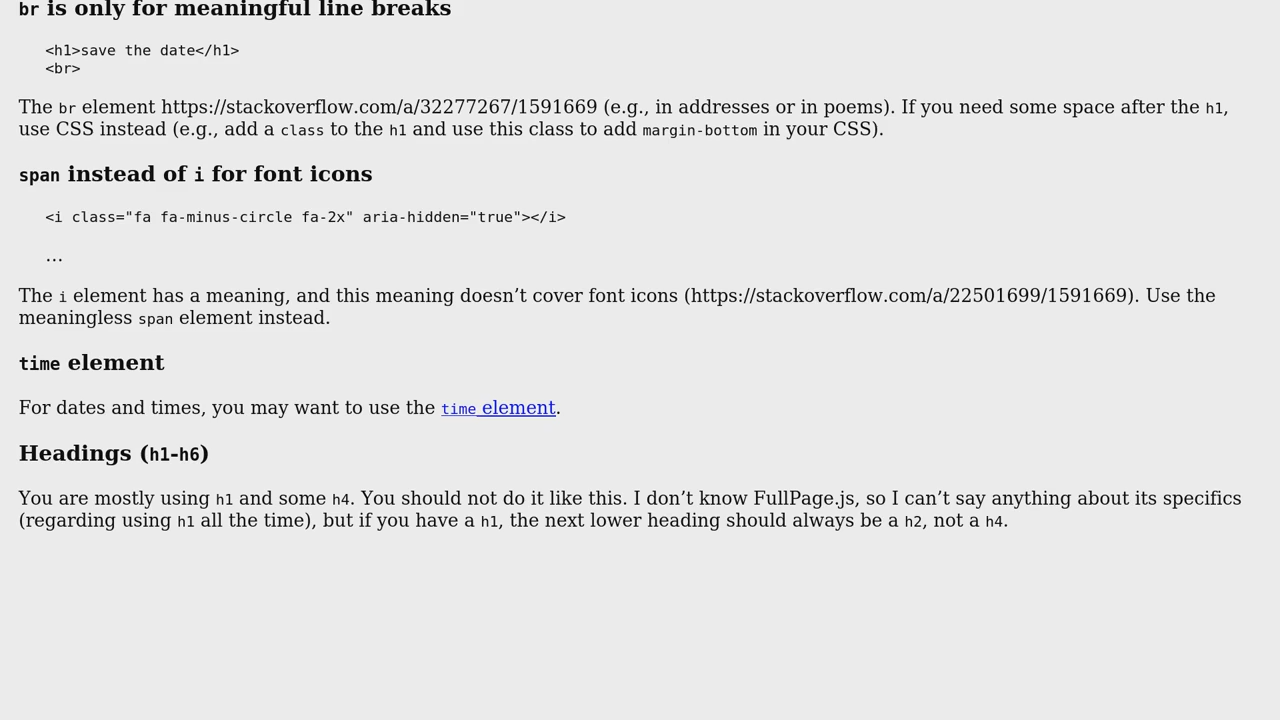 br is only for meaningful line breaks
<h1>save the date</h1>
<br>
The br element https://stackoverflow.com/a/32277267/1591669 (e.g., in addresses or in poems). If you need some space after the h1,
use CSS instead (e.g., add a class to the h1 and use this class to add margin-bottom in your CSS).
span instead of i for font icons
<i class="fa fa-minus-circle fa-2x" aria-hidden="true"></i>
…
The i element has a meaning, and this meaning doesn’t cover font icons (https://stackoverflow.com/a/22501699/1591669). Use the
meaningless span element instead.
time element
For dates and times, you may want to use the time element.
Headings (h1-h6)
You are mostly using h1 and some h4. You should not do it like this. I don’t know FullPage.js, so I can’t say anything about its specifics
(regarding using h1 all the time), but if you have a h1, the next lower heading should always be a h2, not a h4.